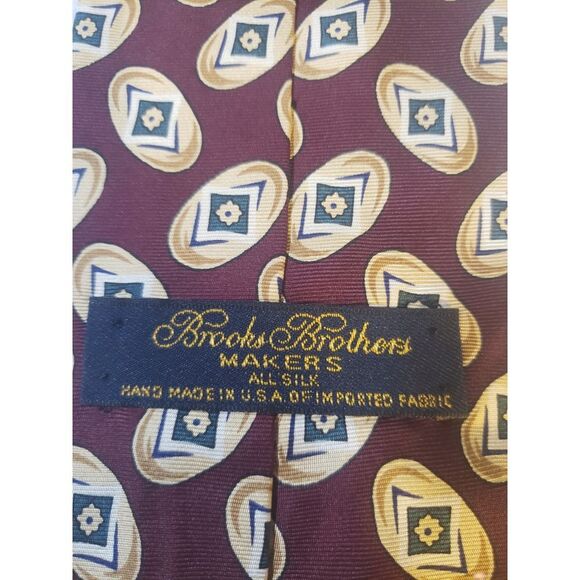 Brooks Brothers
MAKERS
ALL SILK
HAND MADE IN U.S.A. OF IMPORTED FABRIC